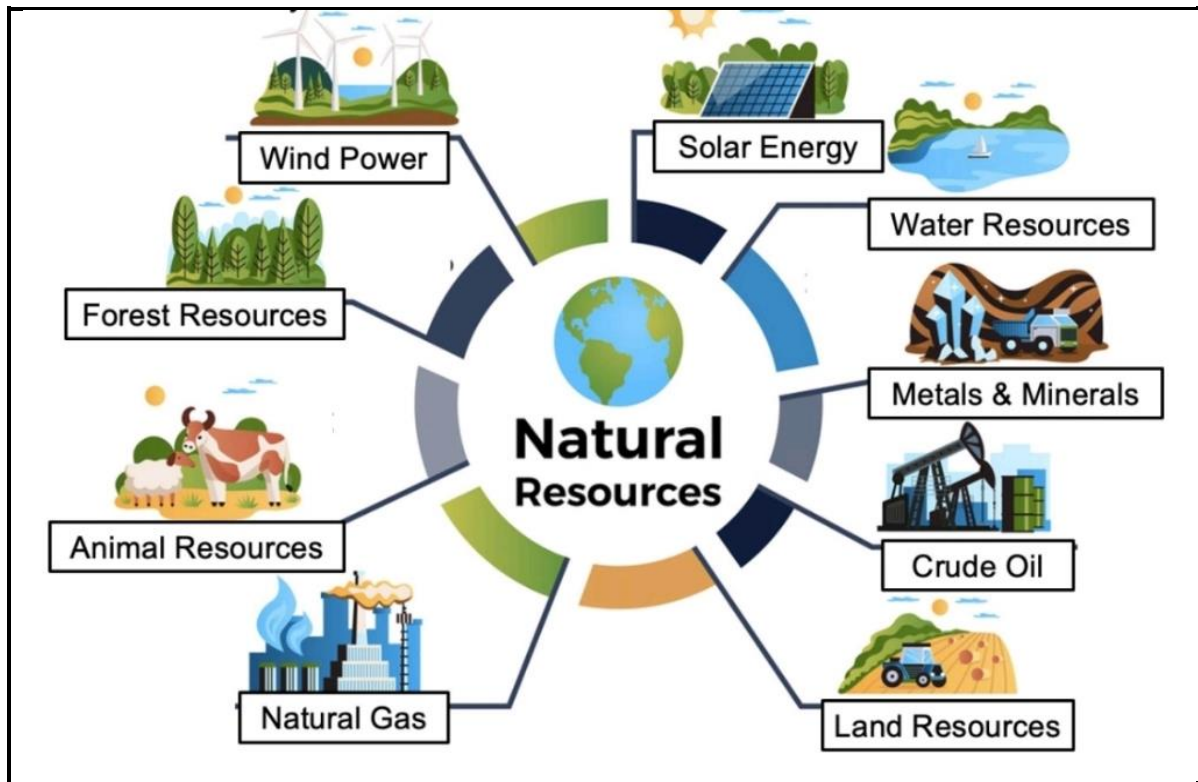 Wind Power
Solar Energy
Water Resources
Forest Resources
Metals & Minerals
Natural
Resources
Animal Resources
Crude Oil
Natural Gas
Land Resources